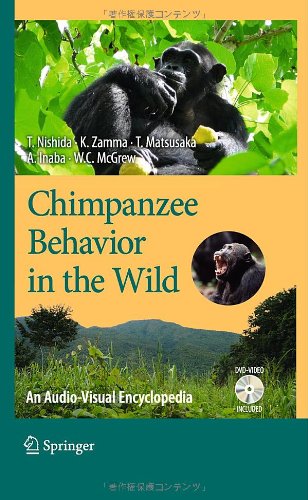 "著作権保護コンテンツ"
T. Nishida · K. Zamma · T. Matsusaka
A. Inaba · W.C. McGrew
Chimpanzee
Behavior
in the Wild
DVD-VIDEO
INCLUDED
An Audio-Visual Encyclopedia
Springer
"著作権保護コンテンツ"